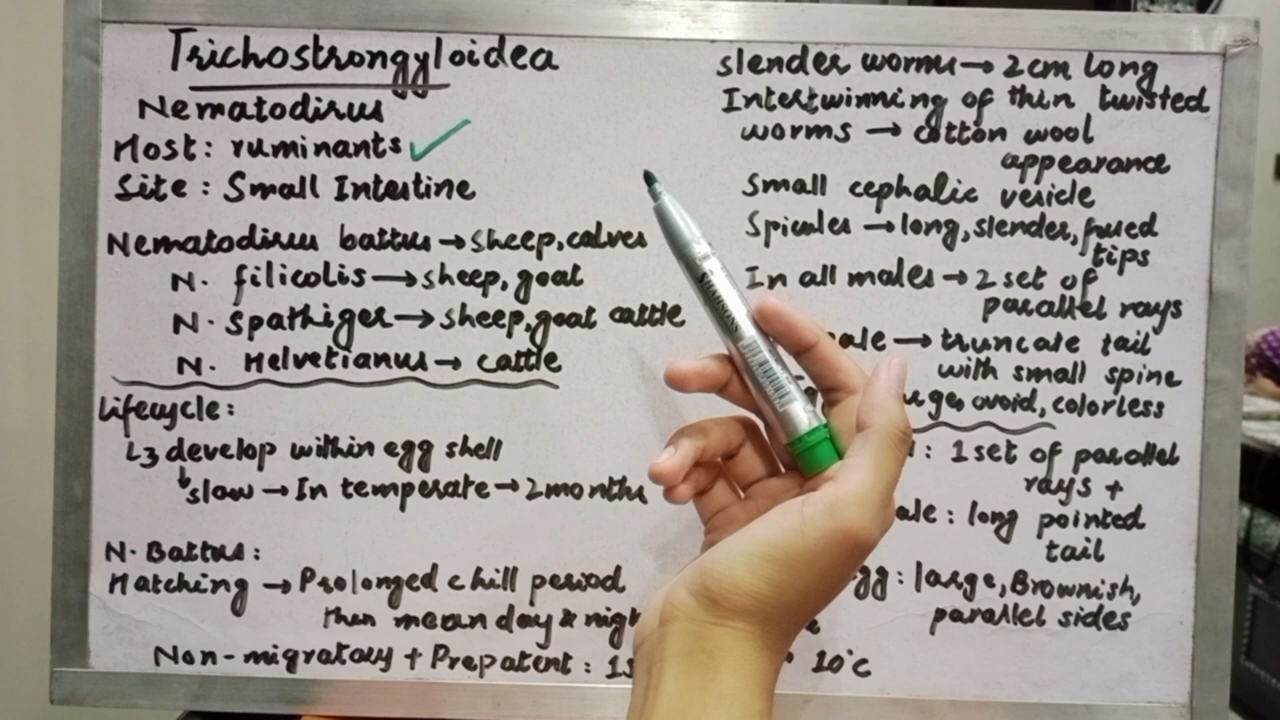 Trichostrongyloidea
Nematodirus
Host: ruminants
Site: Small Intestine
Nematodirus battus → sheep, calves
N. filicolis → sheep, goat
N. Spathiger → sheep, goat cattle
N. Helvetianus → cattle
Lifecycle:
L3 develop within egg shell
slow → In temperate → 2 months
N. Battus:
Hatching → Prolonged chill period
then mean day & nigh
Non-migratory + Prepatent: 15
10°c
slender worms → 2cm long
Intertwinning of thin twisted
worms → cotton wool
appearance
Small cephalic vesicle
Spicules → long, slender, fused
tips
In all males → 2 set of
parallel rays
ale → truncate tail
with small spine
ge, ovoid, colorless
: 1 set of parallel
rays +
ale: long pointed
tail
gg: large, Brownish,
parallel sides
SHAHSONS